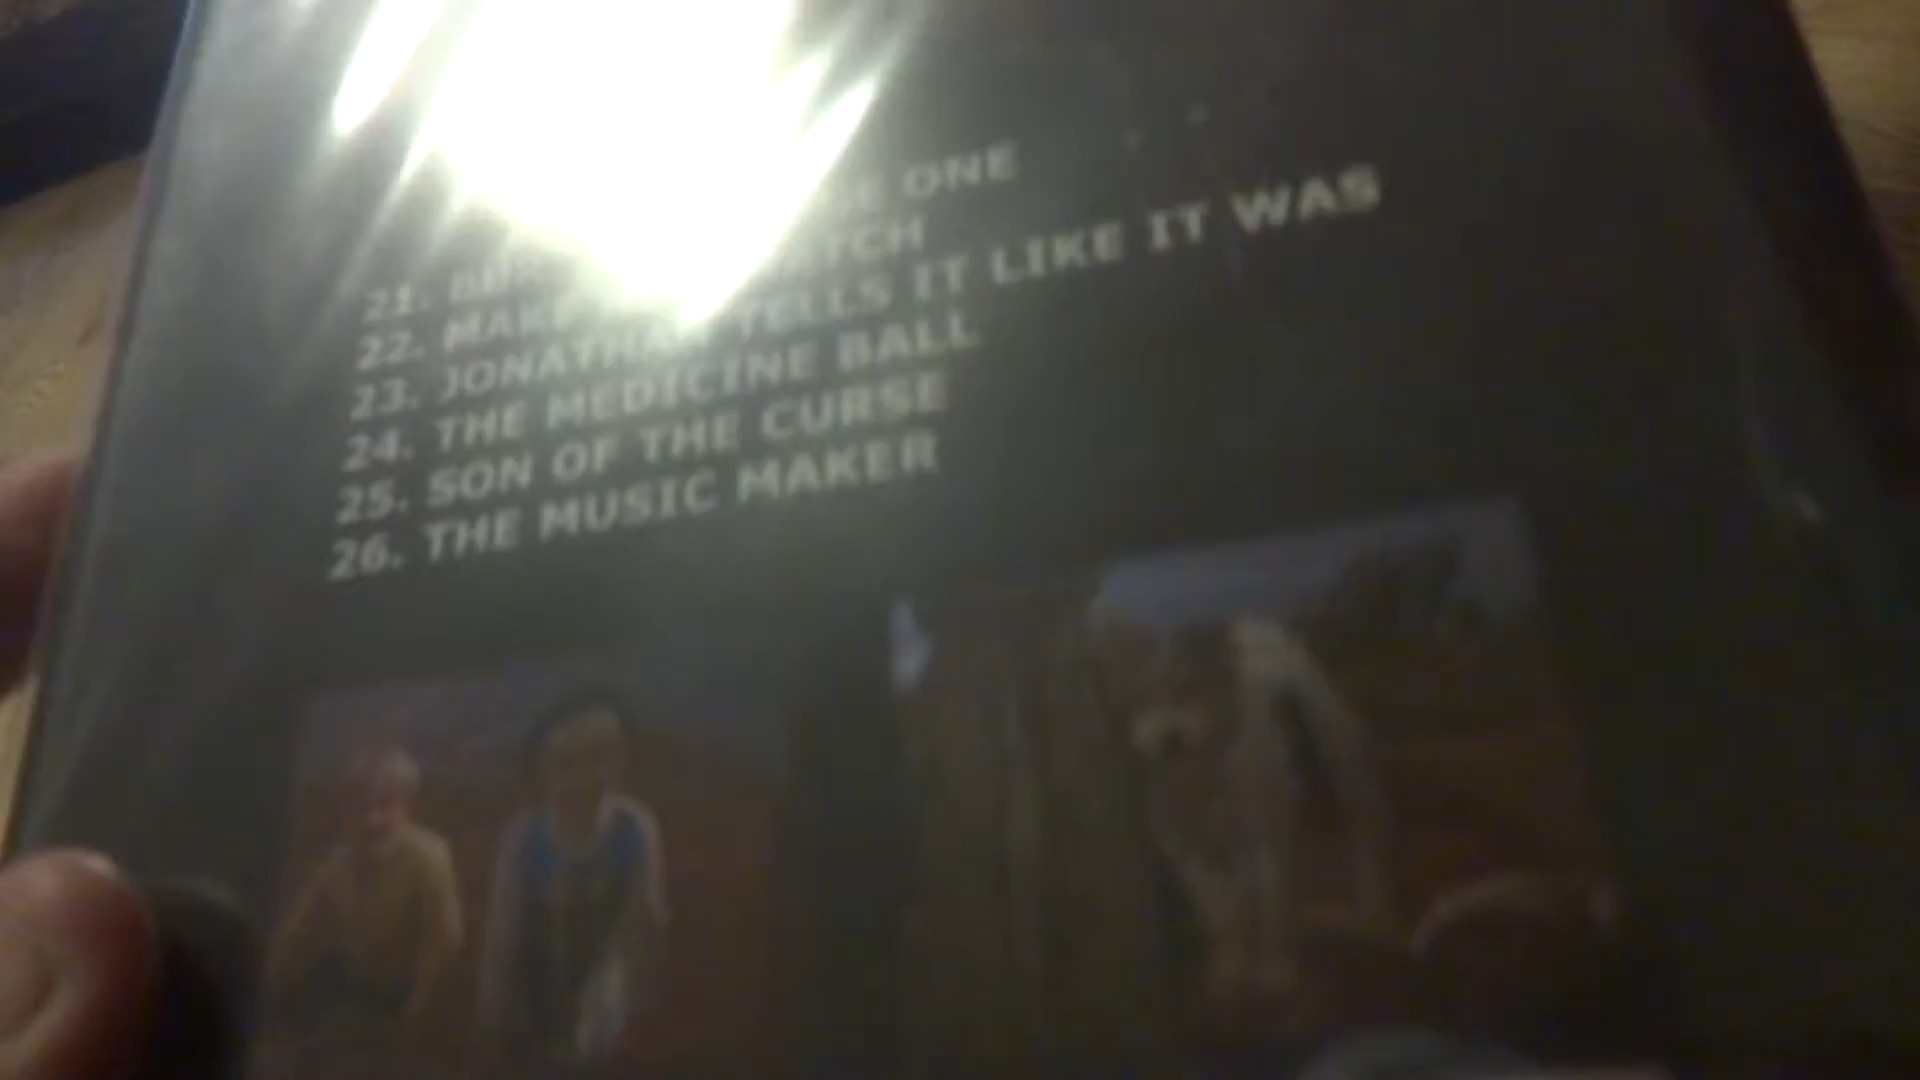 ONE
21.
22.
23. JONATHAN TELLS IT LIKE IT WAS
24. THE MEDICINE BALL
25. SON OF THE CURSE
26. THE MUSIC MAKER